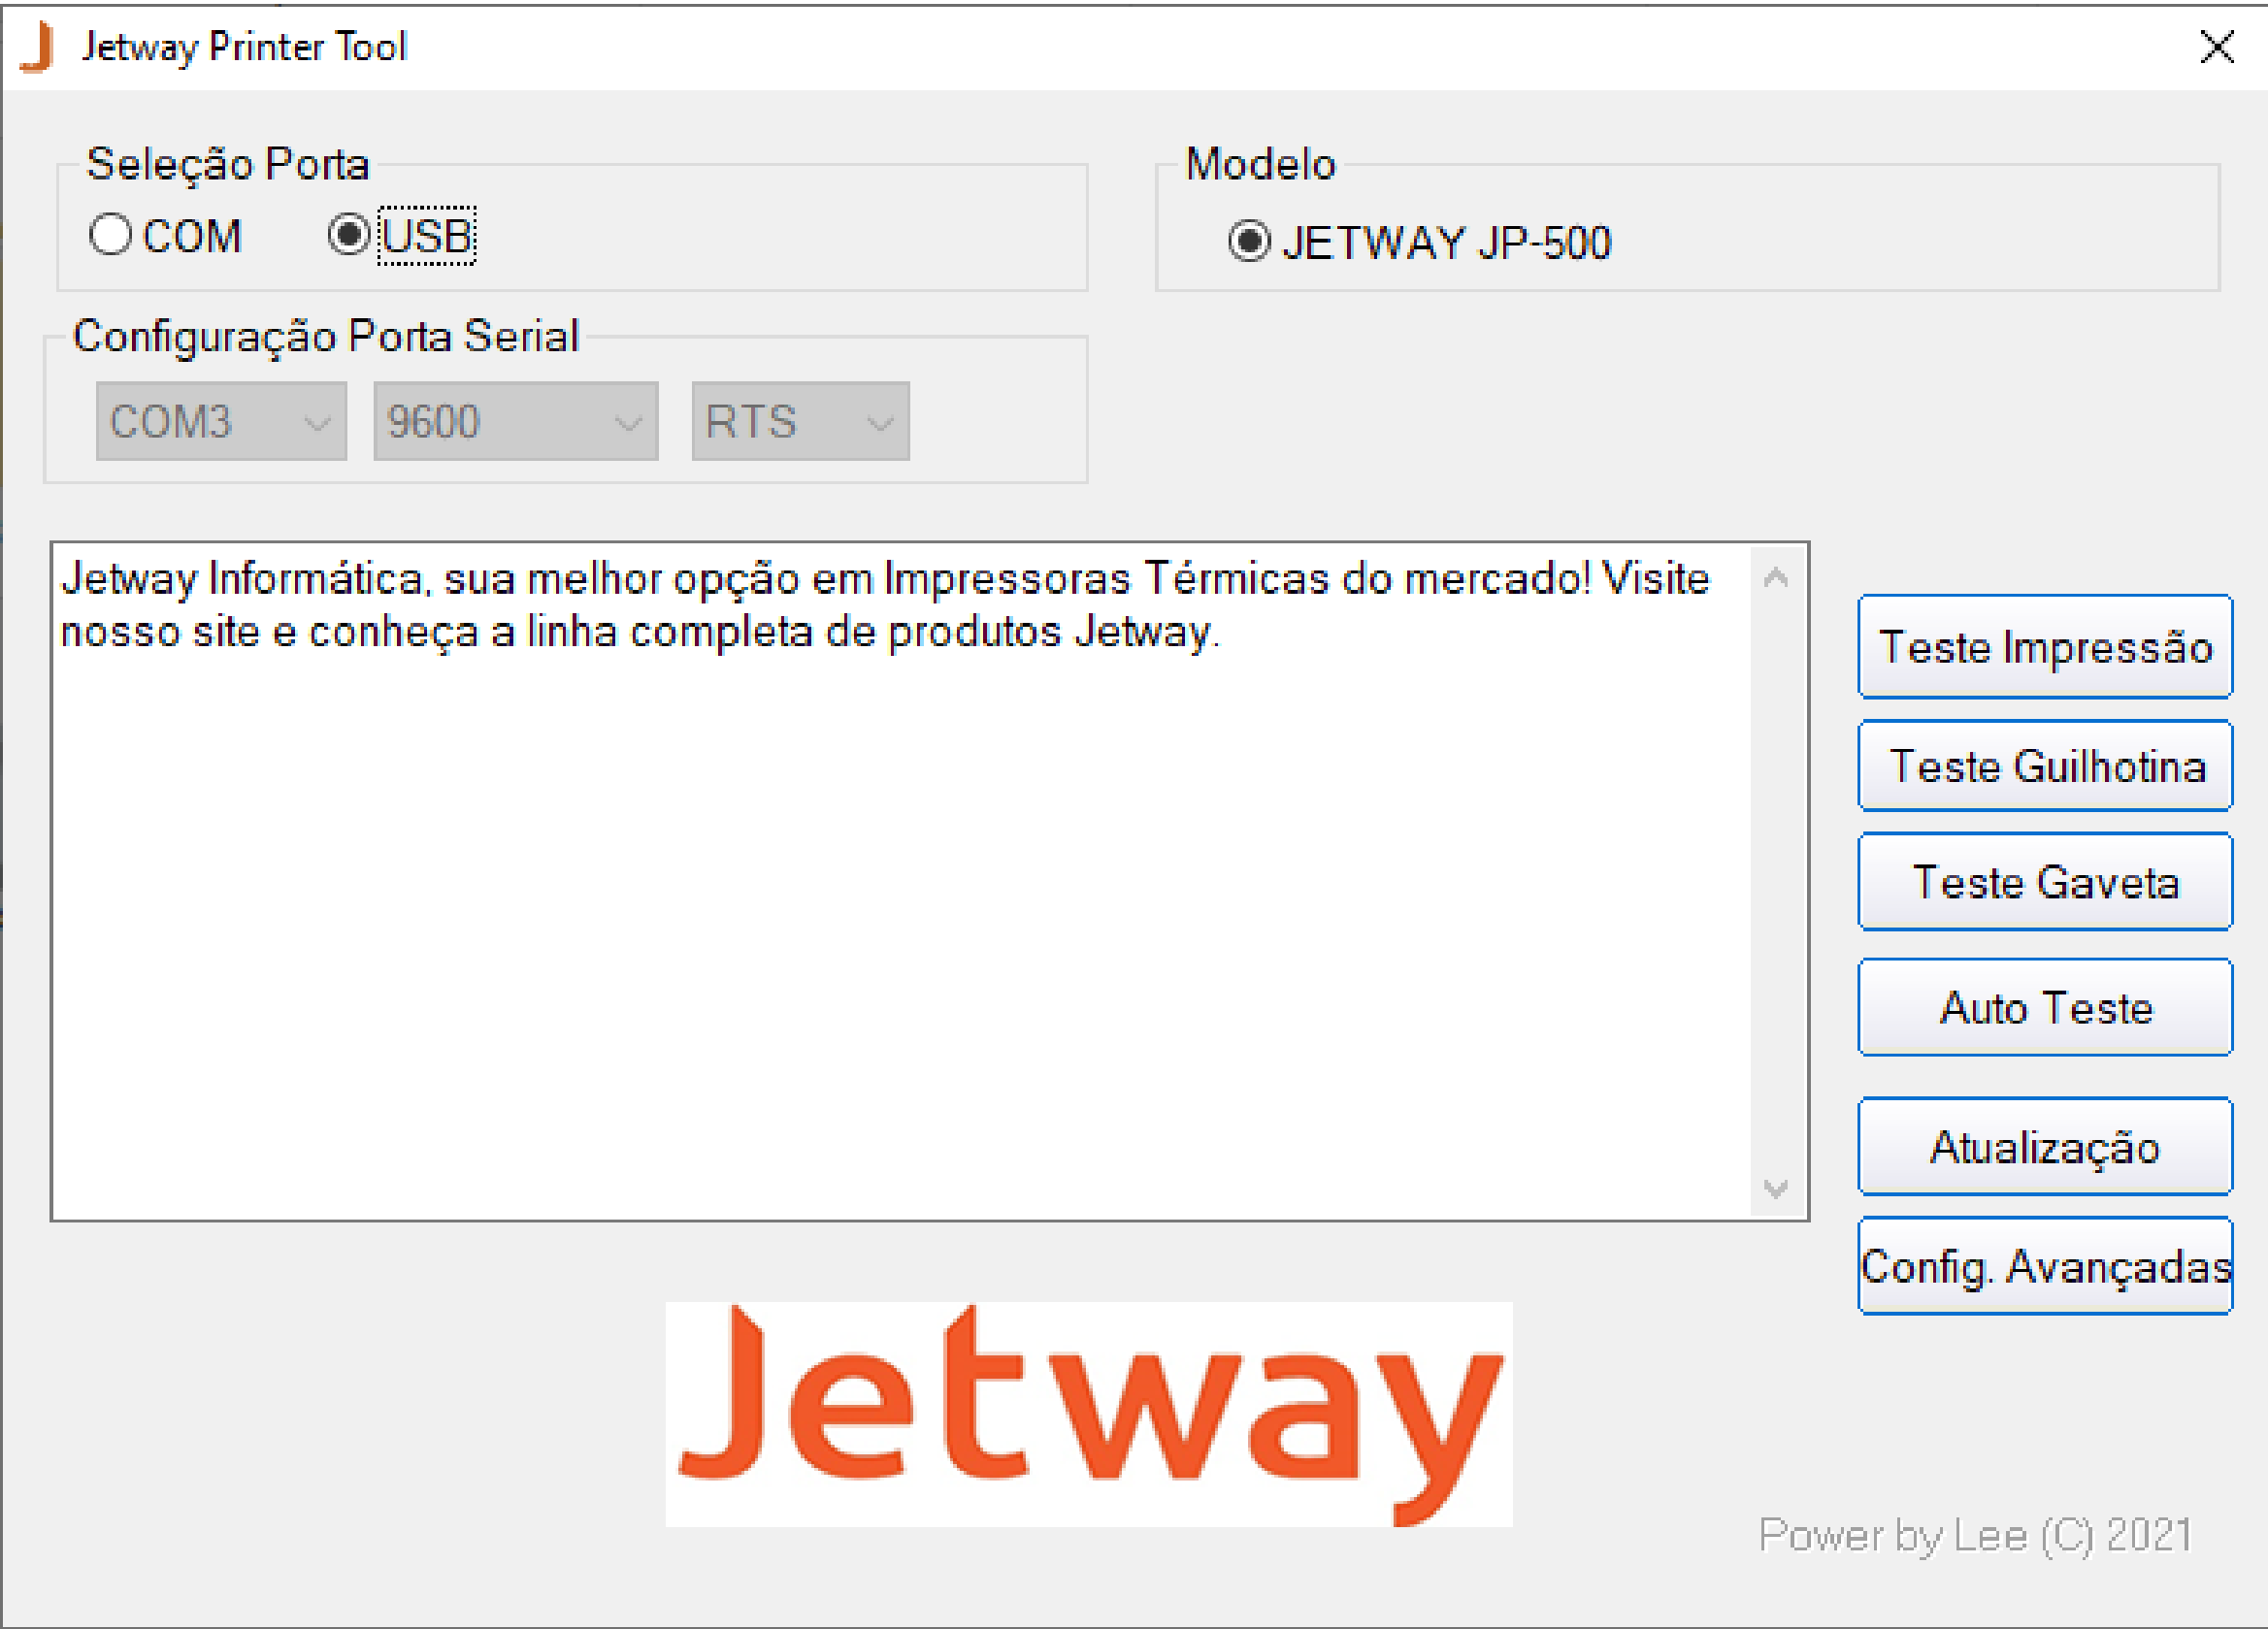 Jetway Printer Tool
Seleção Porta
COM
USB
Modelo
JETWAY JP-500
Configuração Porta Serial
COM3
9600
RTS
Jetway Informática, sua melhor opção em Impressoras Térmicas do mercado! Visite
nosso site e conheça a linha completa de produtos Jetway.
Teste Impressão
Teste Guilhotina
Teste Gaveta
Auto Teste
Atualização
Config. Avançadas
Jetway
Power by Lee (C) 2021